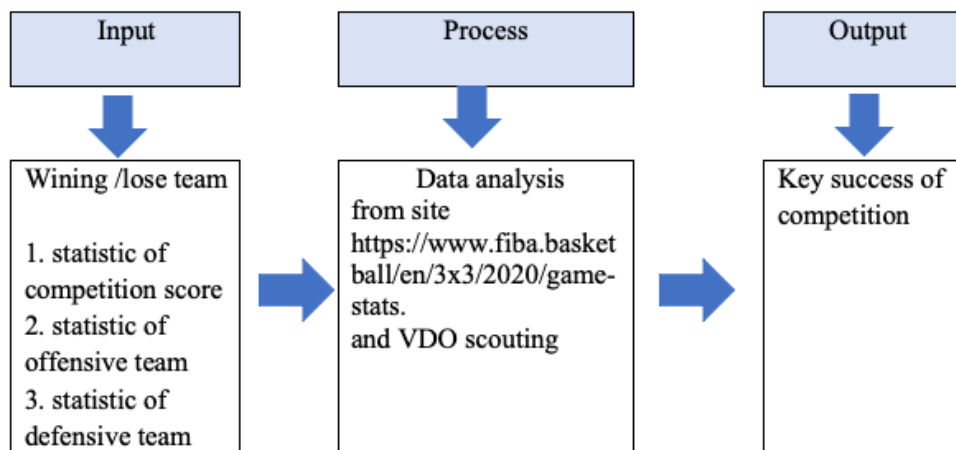 Input
Process
Output
Wining /lose team
1. statistic of
competition score
2. statistic of
offensive team
3. statistic of
defensive team
Data analysis
from site
https://www.fiba.basket
ball/en/3x3/2020/game-
stats.
and VDO scouting
Key success of
competition